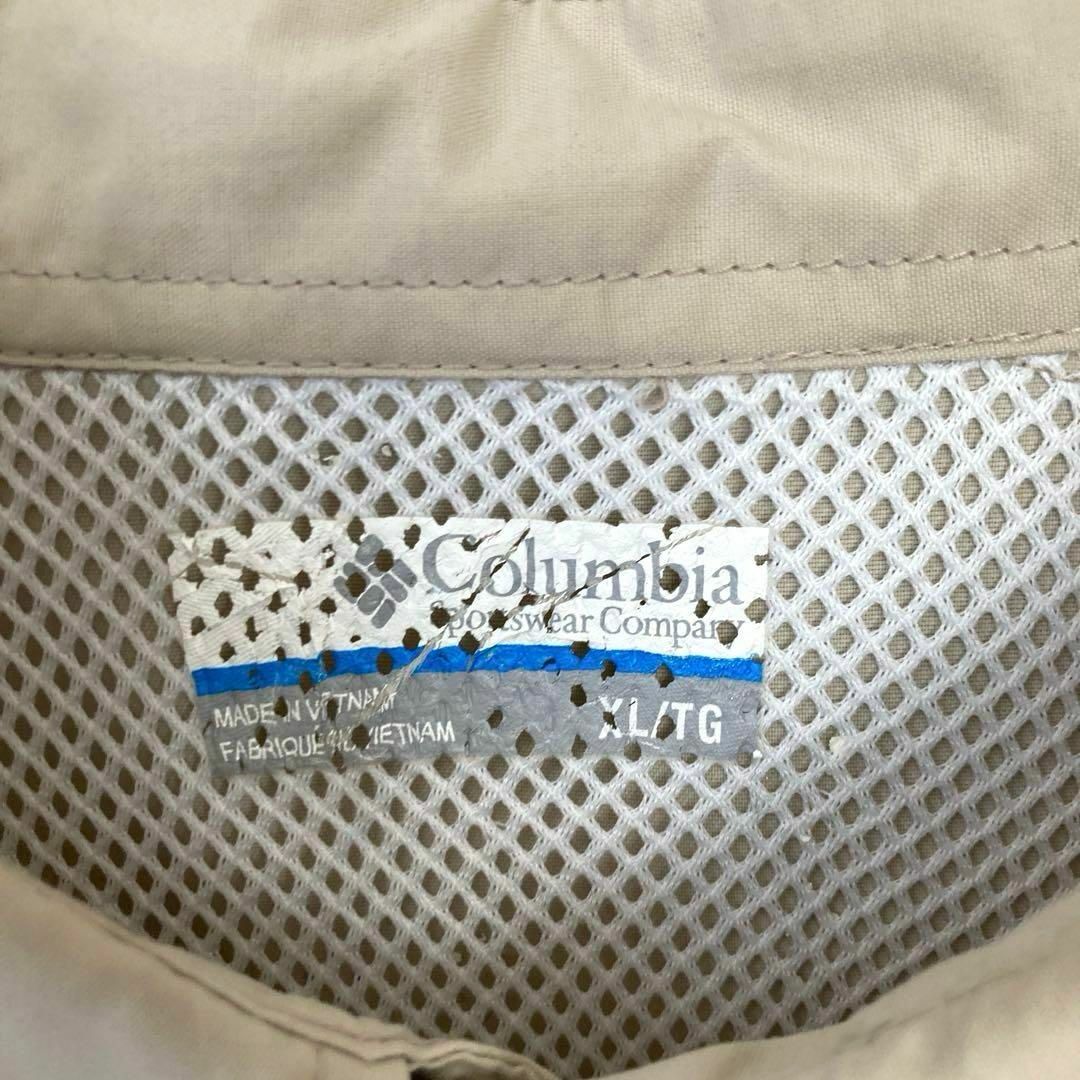 Columbia
Sportswear Company
MADE IN VIETNAM
XL/TG
FABRIQUE AU VIETNAM